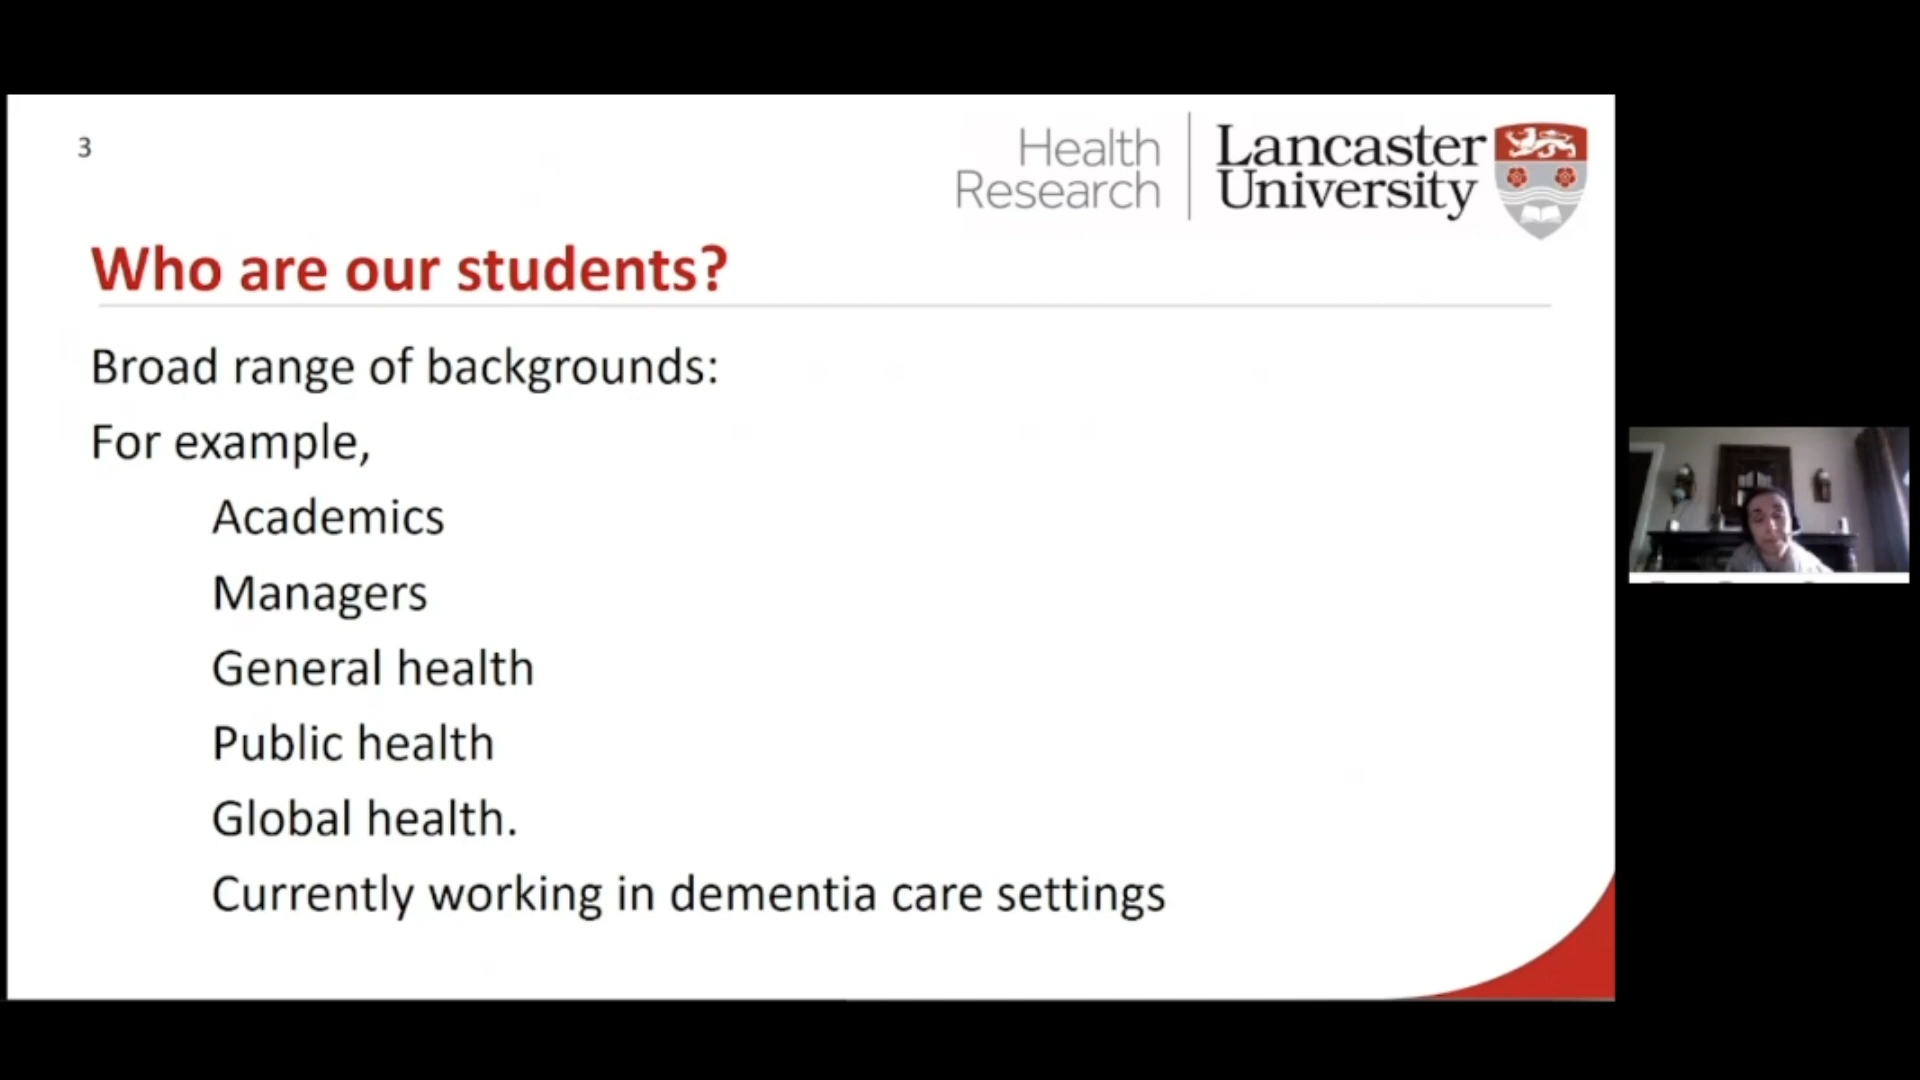 3
Health
Research
Lancaster
University
Who are our students?
Broad range of backgrounds:
For example,
Academics
Managers
General health
Public health
Global health.
Currently working in dementia care settings